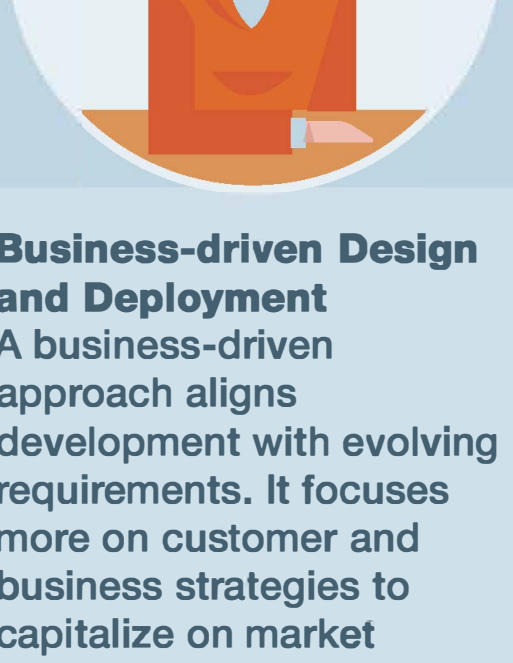 Business-driven Design
and Deployment
A business-driven
approach aligns
development with evolving
requirements. It focuses
more on customer and
business strategies to
capitalize on market